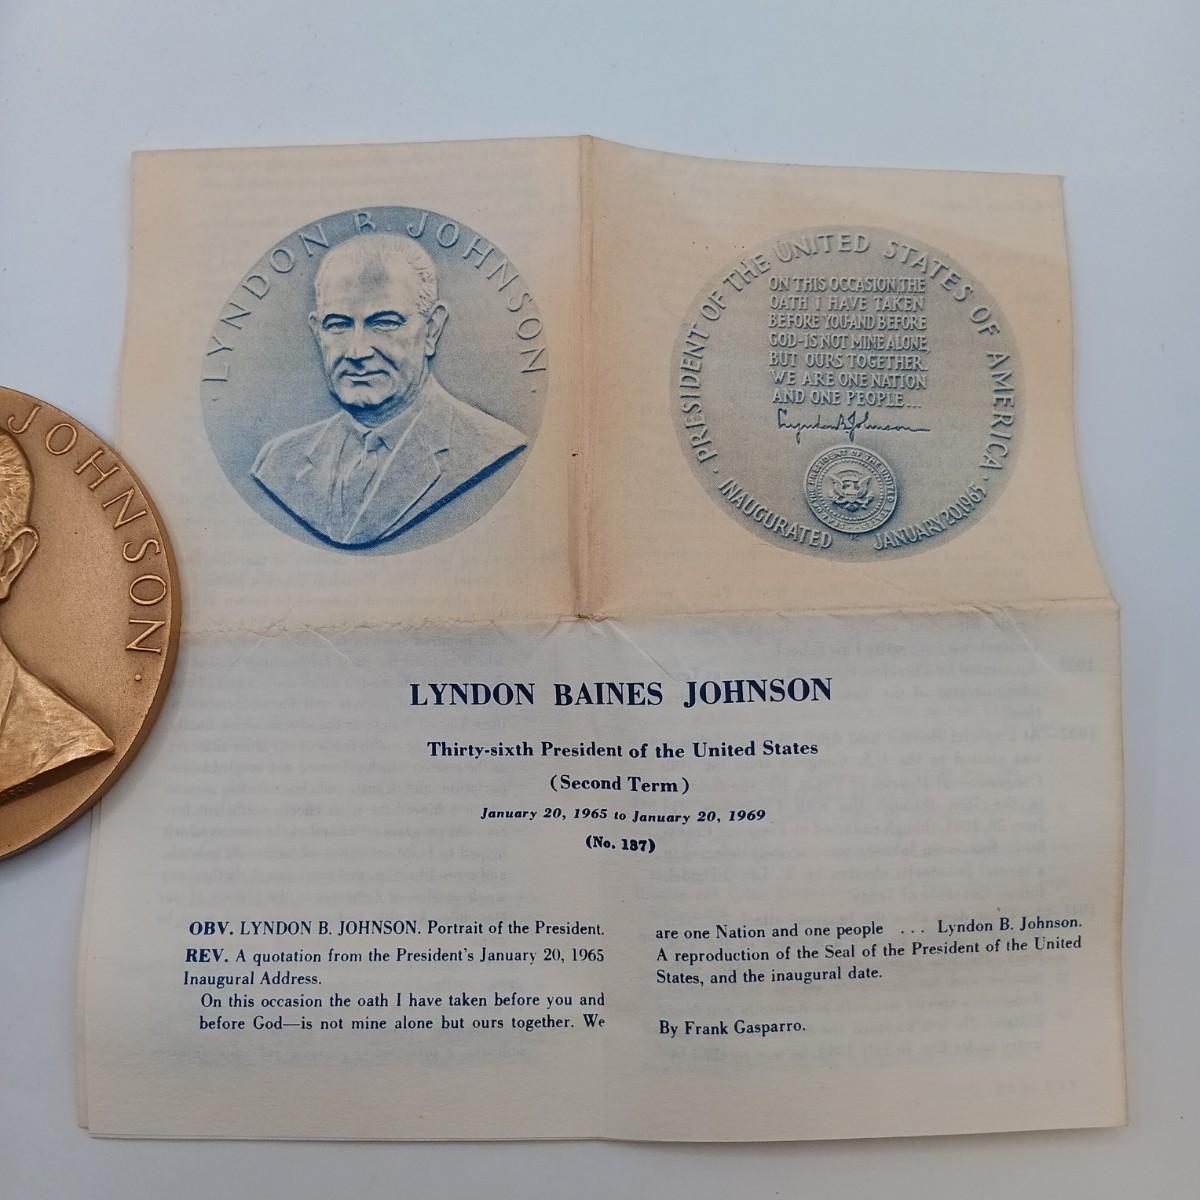 LYNDON B. JOHNSON
PRESIDENT OF THE UNITED STATES OF AMERICA
ON THIS OCCASION, THE
OATH I HAVE TAKEN
BEFORE YOU-AND BEFORE
GOD-IS NOT MINE ALONE,
BUT OURS TOGETHER.
WE ARE ONE NATION
AND ONE PEOPLE...
Lyndon B. Johnson
INAUGURATED JANUARY 20, 1965
JOHNSON
LYNDON BAINES JOHNSON
Thirty-sixth President of the United States
(Second Term)
January 20, 1965 to January 20, 1969
(No. 187)
OBV. LYNDON B. JOHNSON. Portrait of the President.
REV. A quotation from the President's January 20, 1965
Inaugural Address.
On this occasion the oath I have taken before you and
before God—is not mine alone but ours together. We
are one Nation and one people ... Lyndon B. Johnson.
A reproduction of the Seal of the President of the United
States, and the inaugural date.
By Frank Gasparro.